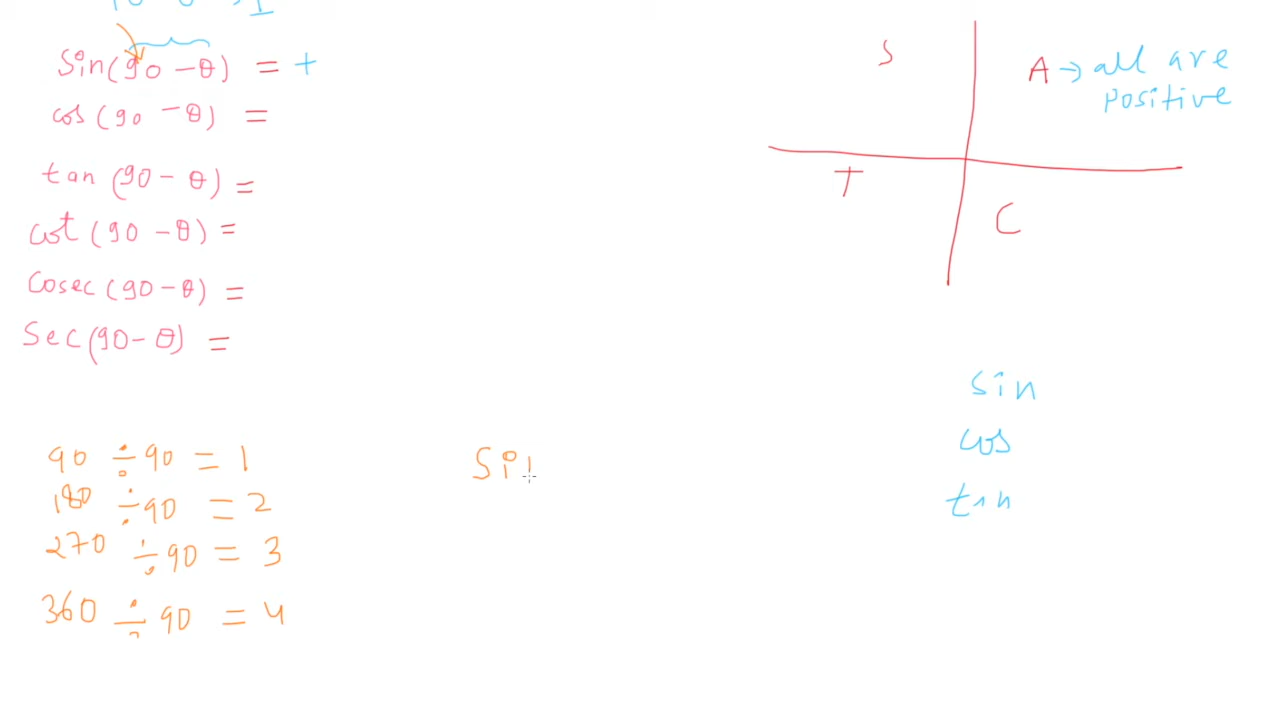 Sin(90 - θ) = +
cos(90 - θ) =
tan(90 - θ) =
cot(90 - θ) =
Cosec(90 - θ) =
Sec(90 - θ) =
S
A → all are
positive
T
C
sin
cos
tan
90 ÷ 90 = 1
180 ÷ 90 = 2
270 ÷ 90 = 3
360 ÷ 90 = 4